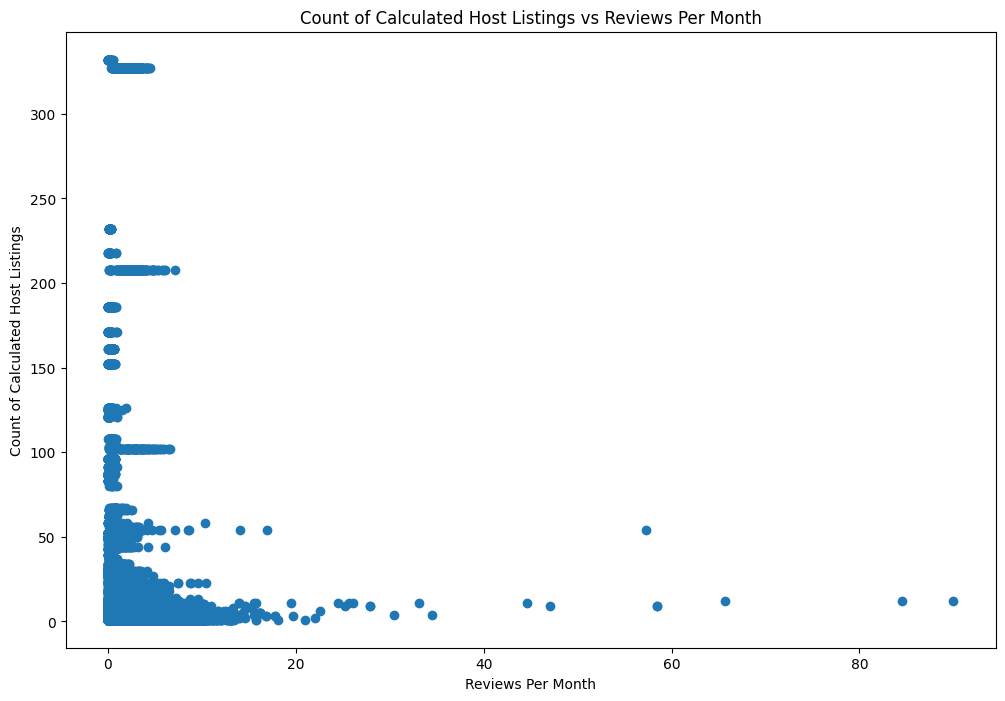 Count of Calculated Host Listings vs Reviews Per Month
Count of Calculated Host Listings
300
250
200
150
100
50
0
0 20 40 60 80
Reviews Per Month